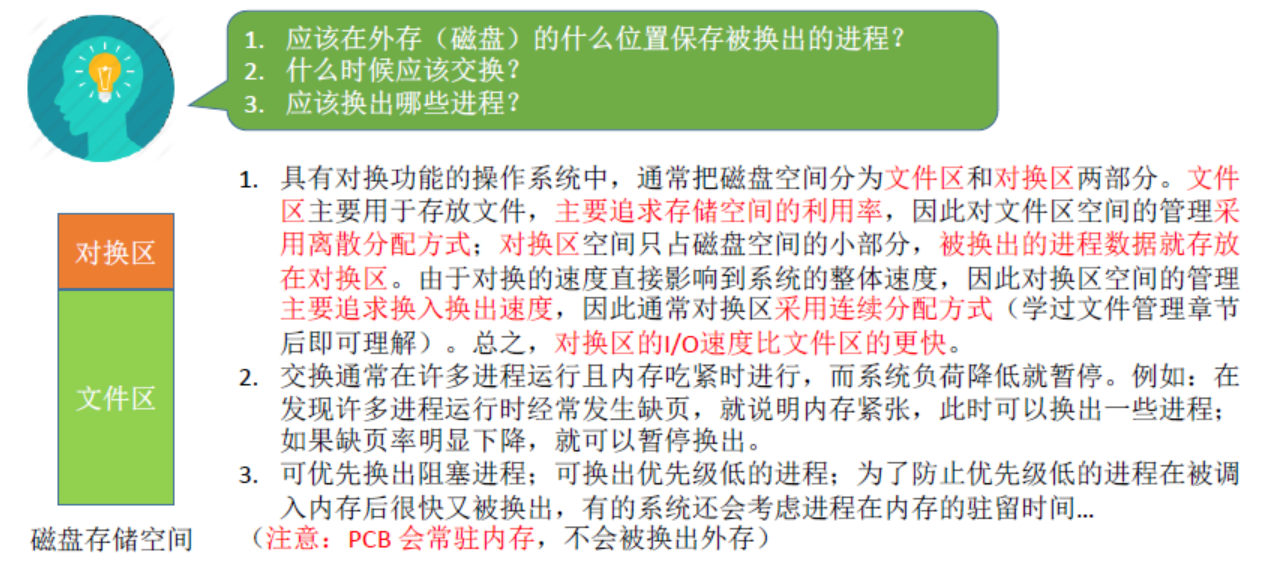 1. 应该在外存（磁盘）的什么位置保存被换出的进程？
2. 什么时候应该交换？
3. 应该换出哪些进程？
1. 具有对换功能的操作系统中，通常把磁盘空间分为文件区和对换区两部分。文件
区主要用于存放文件，主要追求存储空间的利用率，因此对文件区空间的管理采
用离散分配方式；对换区空间只占磁盘空间的小部分，被换出的进程数据就存放
在对换区。由于对换的速度直接影响到系统的整体速度，因此对换区空间的管理
主要追求换入换出速度，因此通常对换区采用连续分配方式（学过文件管理章节
后即可理解）。总之，对换区的I/O速度比文件区的更快。
2. 交换通常在许多进程运行且内存吃紧时进行，而系统负荷降低就暂停。例如：在
发现许多进程运行时经常发生缺页，就说明内存紧张，此时可以换出一些进程；
如果缺页率明显下降，就可以暂停换出。
3. 可优先换出阻塞进程；可换出优先级低的进程；为了防止优先级低的进程在被调
入内存后很快又被换出，有的系统还会考虑进程在内存的驻留时间…
（注意：PCB 会常驻内存，不会被换出外存）
对换区
文件区
磁盘存储空间